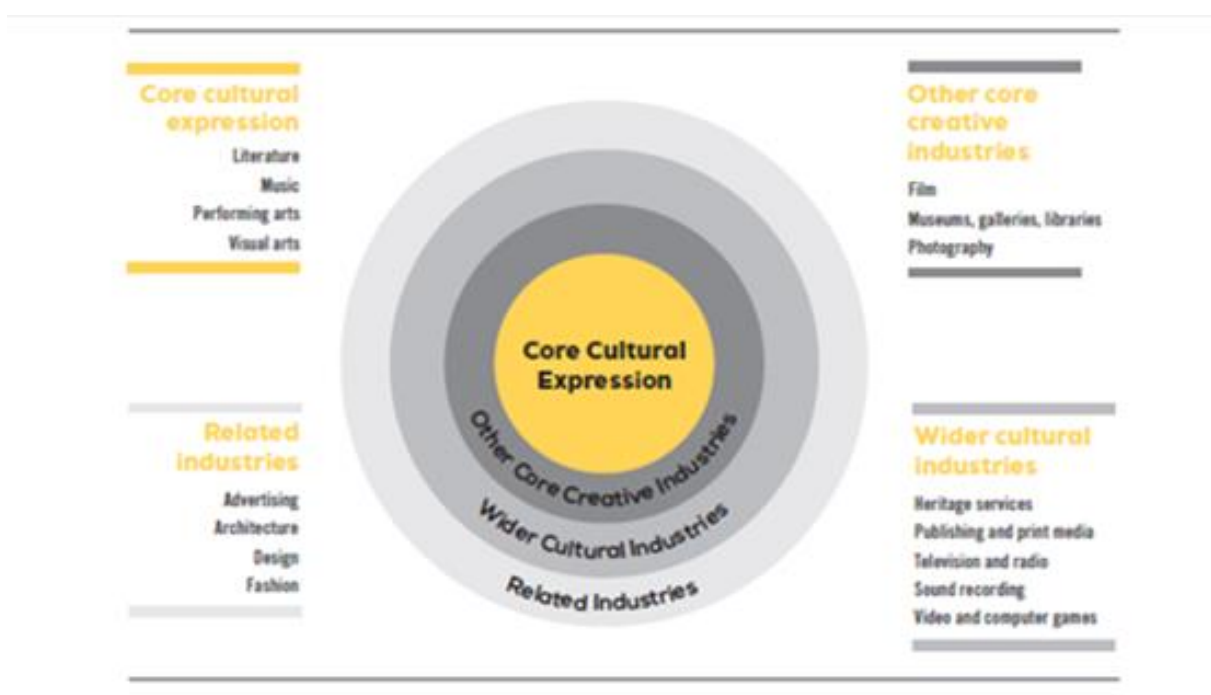 Core cultural
expression
Literature
Music
Performing arts
Visual arts
Other core
creative
industries
Film
Museums, galleries, libraries
Photography
Core Cultural
Expression
Other Core Creative Industries
Wider Cultural Industries
Related Industries
Related
industries
Advertising
Architecture
Design
Fashion
Wider cultural
industries
Heritage services
Publishing and print media
Television and radio
Sound recording
Video and computer games